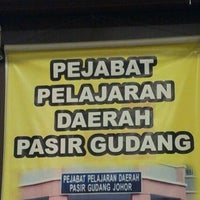 PEJABAT
PELAJARAN
DAERAH
PASIR GUDANG
PEJABAT PELAJARAN DAERAH
PASIR GUDANG JOHOR